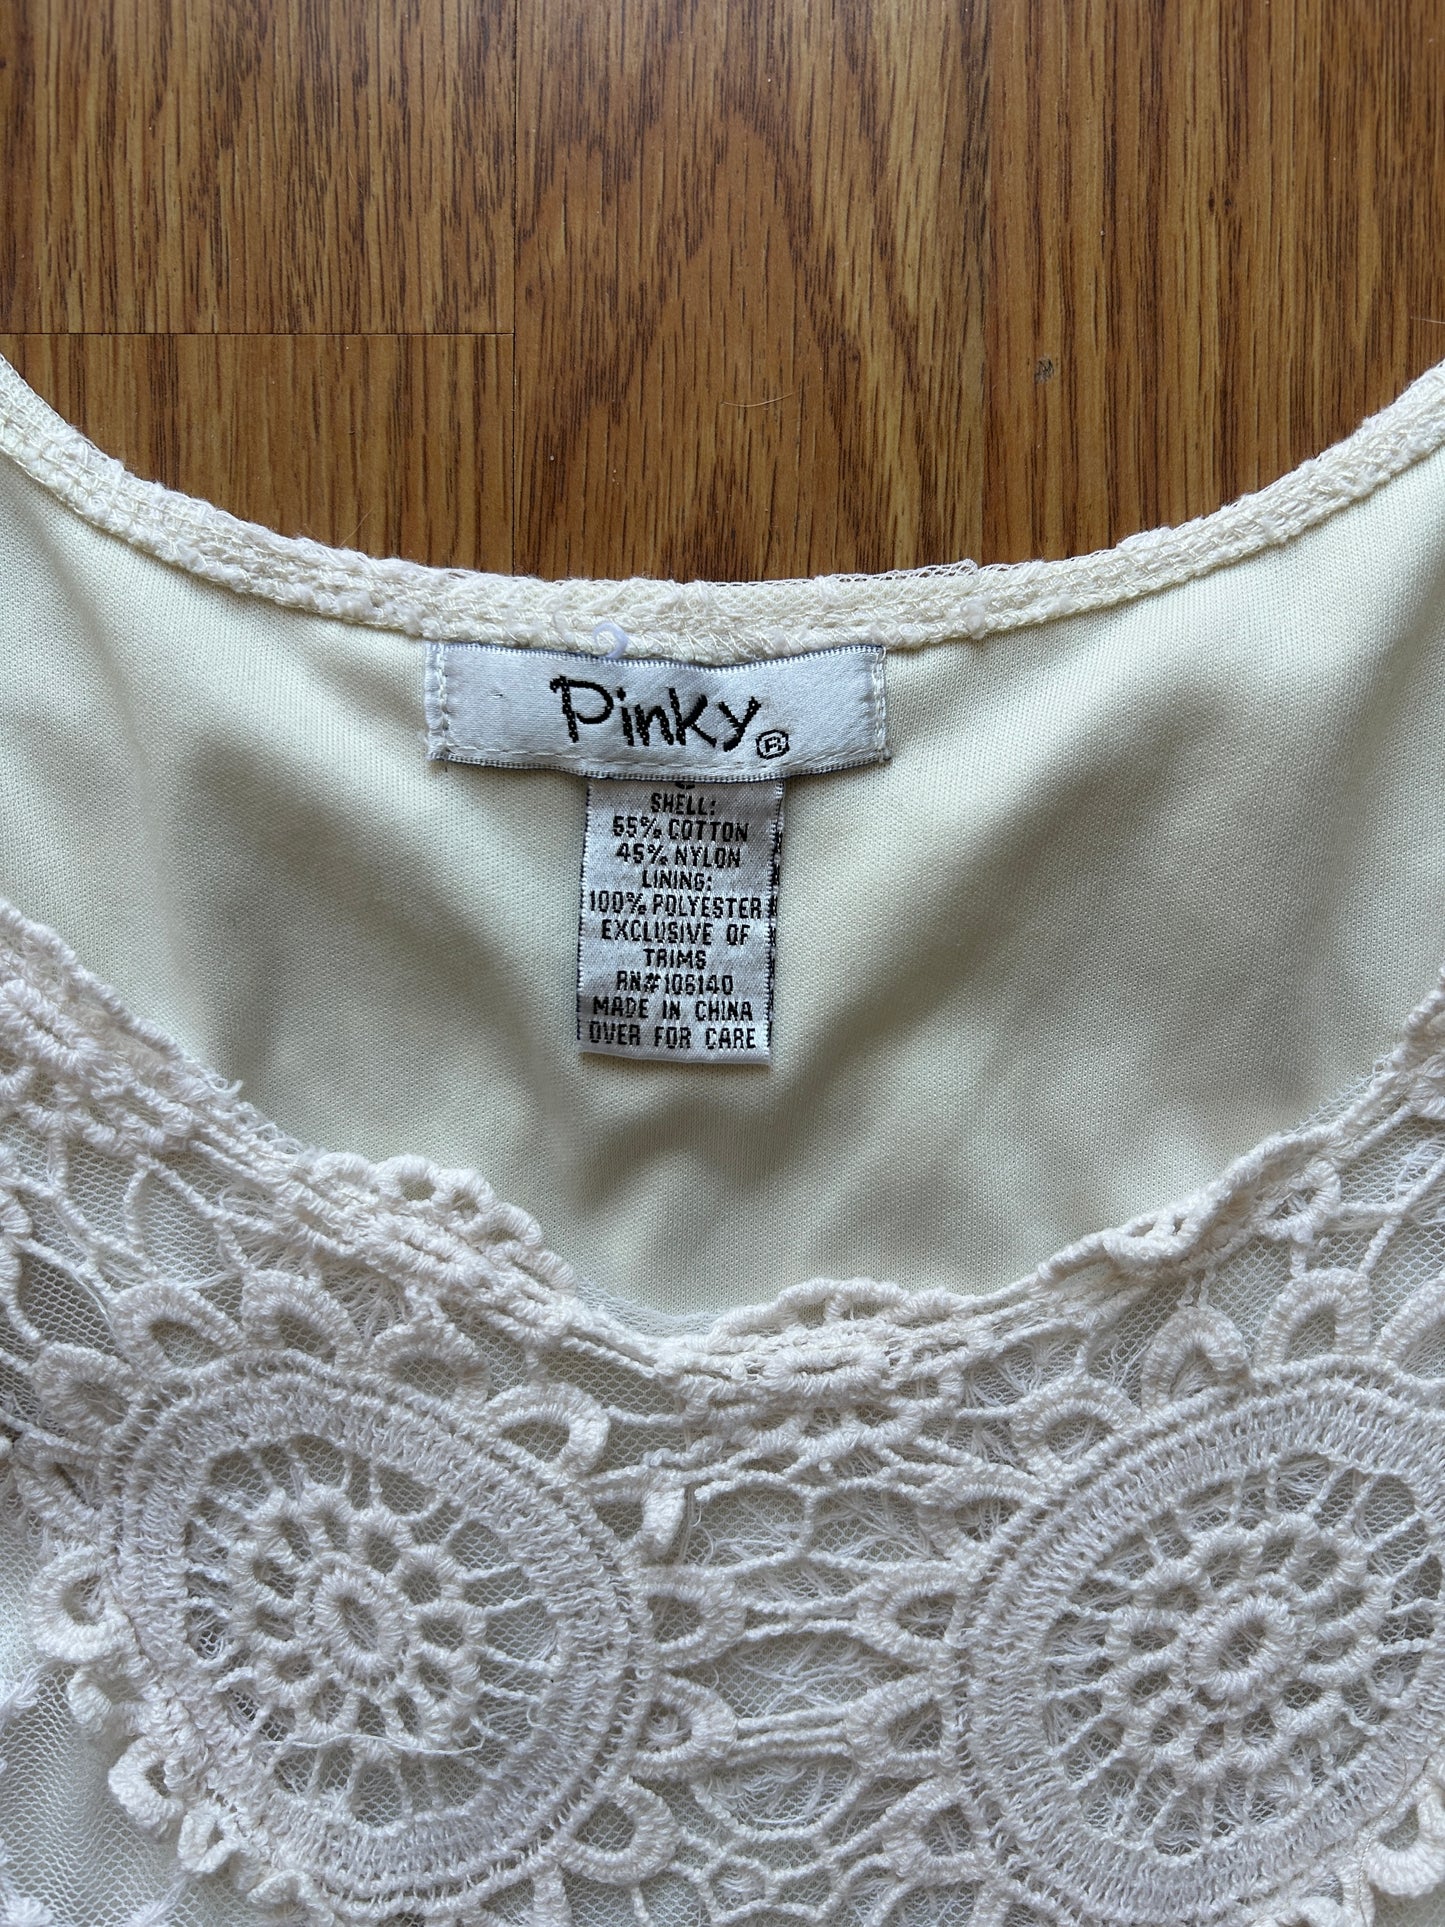 Pinky®
SHELL:
55% COTTON
45% NYLON
LINING:
100% POLYESTER
EXCLUSIVE OF
TRIMS
RN#106140
MADE IN CHINA
OVER FOR CARE